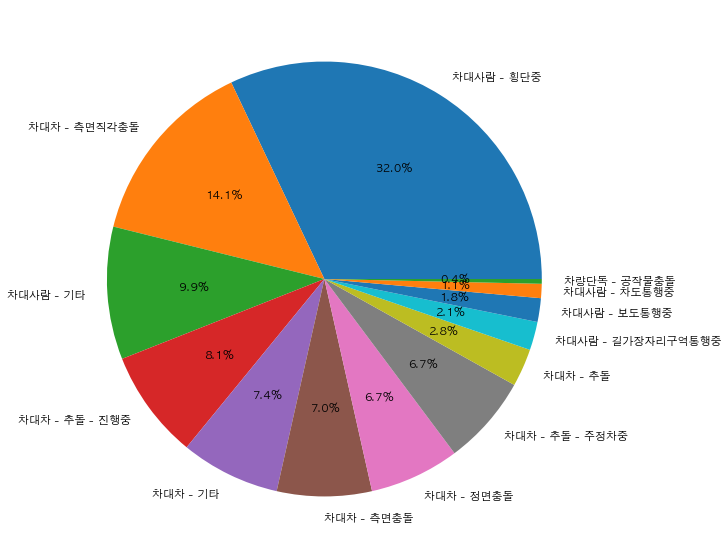 차대사람 - 횡단중
32.0%
차대차 - 측면직각충돌
14.1%
차대사람 - 기타
9.9%
차대차 - 추돌 - 진행중
8.1%
차대차 - 기타
7.4%
차대차 - 측면충돌
7.0%
차대차 - 정면충돌
6.7%
차대차 - 추돌 - 주정차중
6.7%
차대차 - 추돌
2.8%
차대사람 - 길가장자리구역통행중
2.1%
차대사람 - 보도통행중
1.8%
차대사람 - 차도통행중
1.1%
차량단독 - 공작물충돌
0.4%